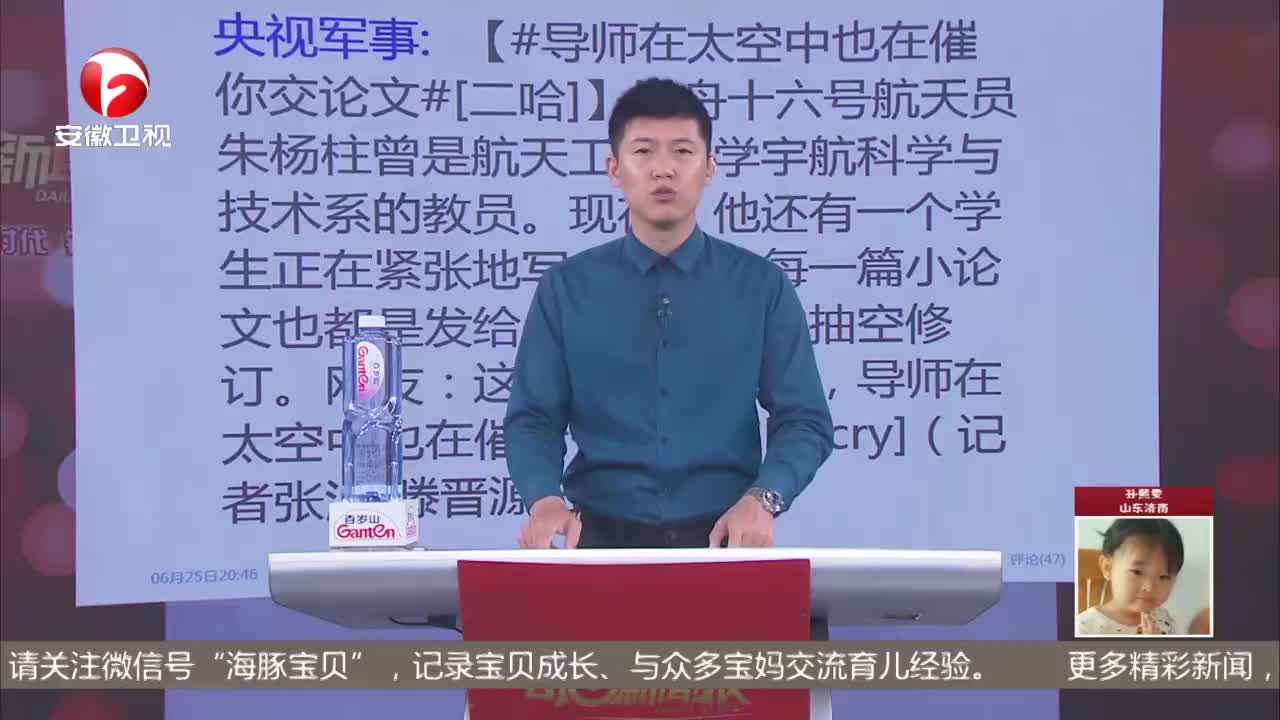 央视军事:【#导师在太空中也在催
你交论文#[二哈]】 舟十六号航天员
朱杨柱曾是航天工 学宇航科学与
技术系的教员。现在 他还有一个学
生正在紧张地写 每一篇小论
文也都是发给 抽空修
订。网友：这 ，导师在
太空中也在催 cry]（记
者张 滕晋源
06月25日20:46
评论(47)
安徽卫视
DAIL
时代
Ganten
百岁山
百岁山
Ganten
孙熙雯
山东济南
请关注微信号“海豚宝贝”，记录宝贝成长、与众多宝妈交流育儿经验。 更多精彩新闻，